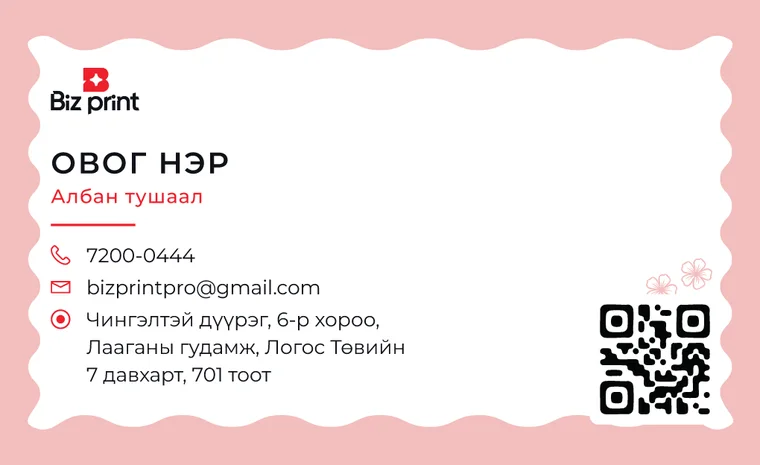 Biz print
ОВОГ НЭР
Албан тушаал
7200-0444
bizprintpro@gmail.com
Чингэлтэй дүүрэг, 6-р хороо,
Лааганы гудамж, Логос Төвийн
7 давхарт, 701 тоот